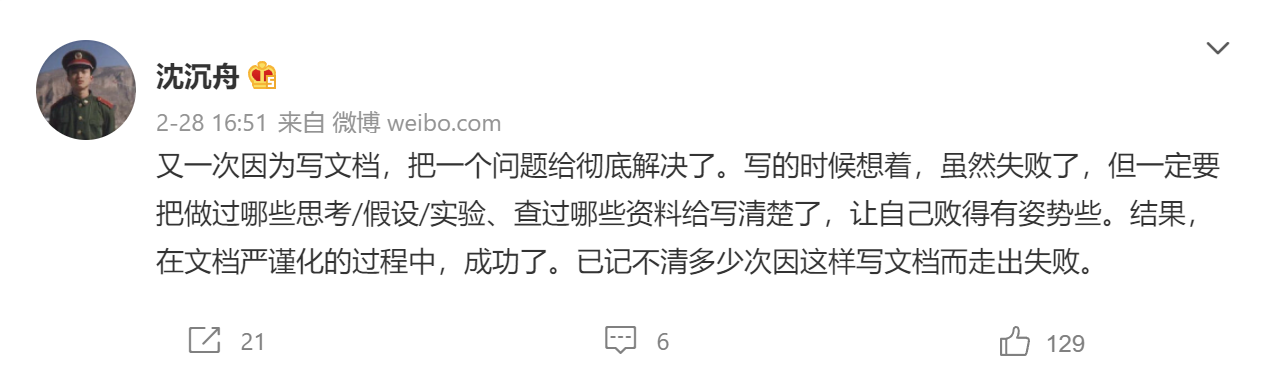 沈沉舟
2-28 16:51 来自 微博 weibo.com
又一次因为写文档，把一个问题给彻底解决了。写的时候想着，虽然失败了，但一定要
把做过哪些思考/假设/实验、查过哪些资料给写清楚了，让自己败得有姿势些。结果，
在文档严谨化的过程中，成功了。已记不清多少次因这样写文档而走出失败。
21 6 129